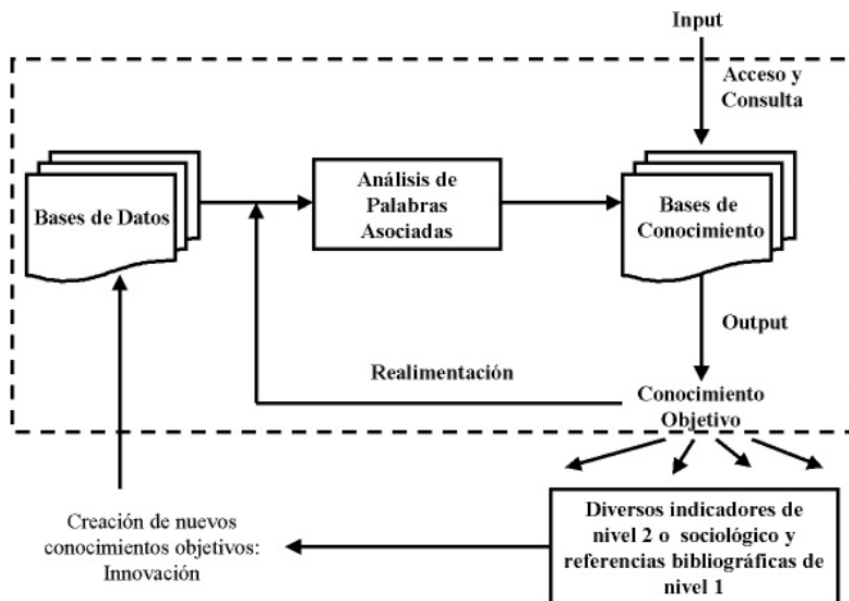 Input
Acceso y
Consulta
Bases de Datos
Análisis de
Palabras
Asociadas
Bases de
Conocimiento
Output
Realimentación
Conocimiento
Objetivo
Diversos indicadores de
nivel 2 o sociológico y
referencias bibliográficas de
nivel 1
Creación de nuevos
conocimientos objetivos:
Innovación